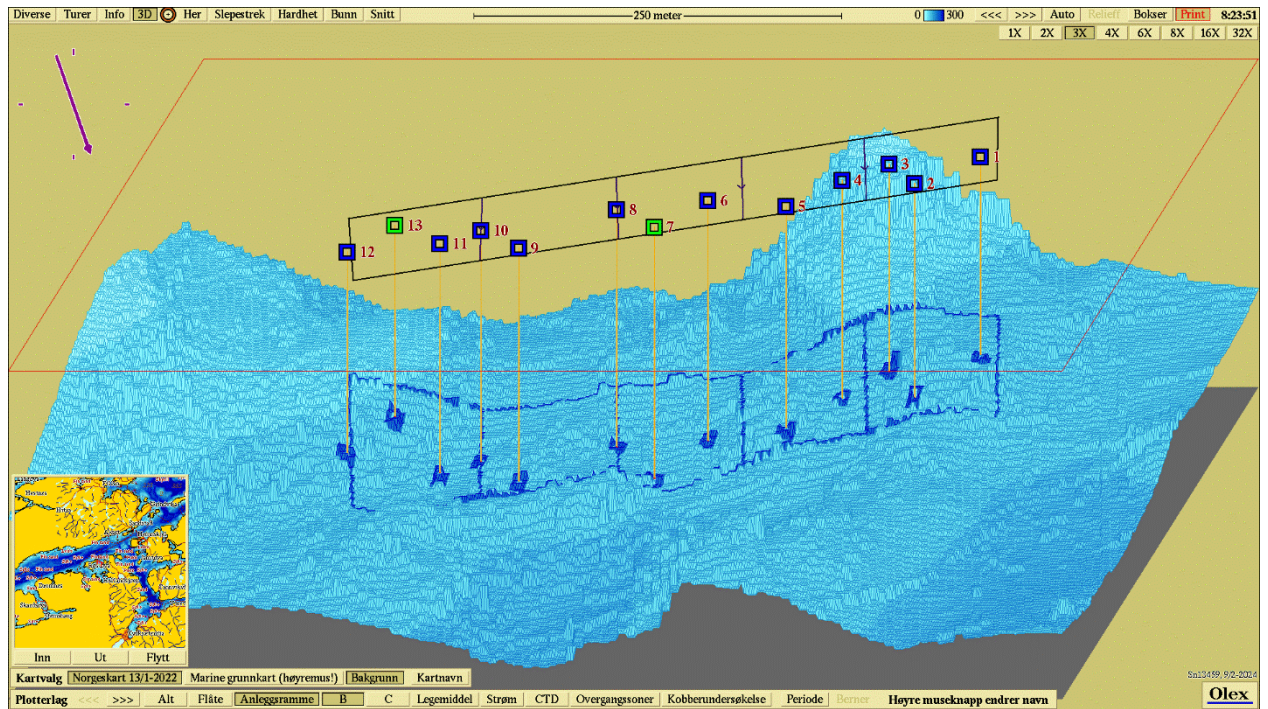 Diverse Turer Info 3D Her Slepestrek Hardhet Bunn Snitt 250 meter 0 300 <<< >>> Auto Relieff Bokser Print 8:23:51
1X 2X 3X 4X 6X 8X 16X 32X
1
3
4
2
6
5
8
7
13
10
11
9
12
Inn Ut Flytt
Kartvalg Norgeskart 13/1-2022 Marine grunnkart (høyremus!) Bakgrunn Kartnavn
Sn13459, 9/2-2024
Plotterlag <<< >>> Alt Flåte Anleggsramme B C Legemiddel Strøm CTD Overgangssoner Kobberundersøkelse Periode Berner Høyre museknapp endrer navn
Olex